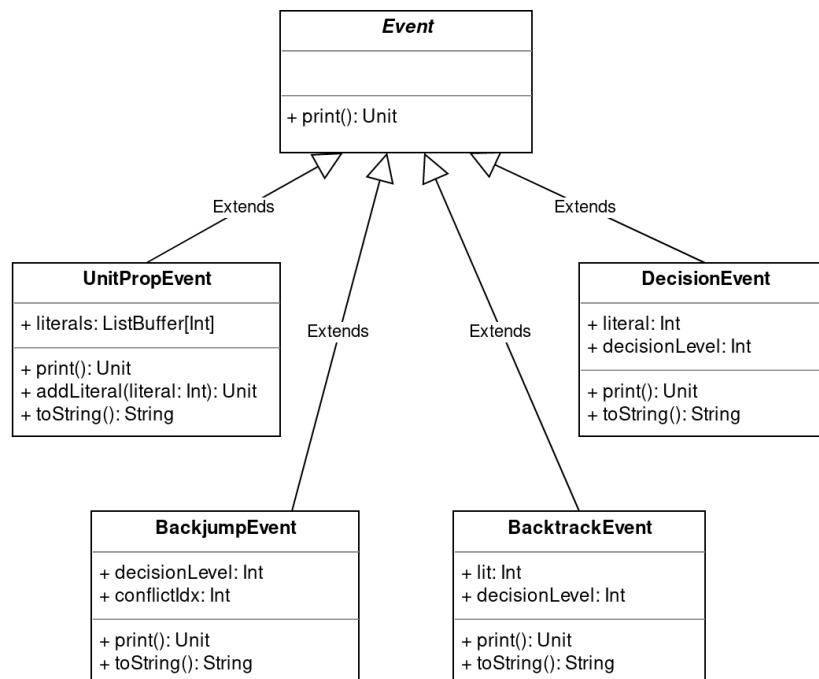 Event
+ print(): Unit
Extends
Extends
UnitPropEvent
+ literals: ListBuffer[Int]
+ print(): Unit
+ addLiteral(literal: Int): Unit
+ toString(): String
DecisionEvent
+ literal: Int
+ decisionLevel: Int
+ print(): Unit
+ toString(): String
Extends
Extends
BackjumpEvent
+ decisionLevel: Int
+ conflictIdx: Int
+ print(): Unit
+ toString(): String
BacktrackEvent
+ lit: Int
+ decisionLevel: Int
+ print(): Unit
+ toString(): String